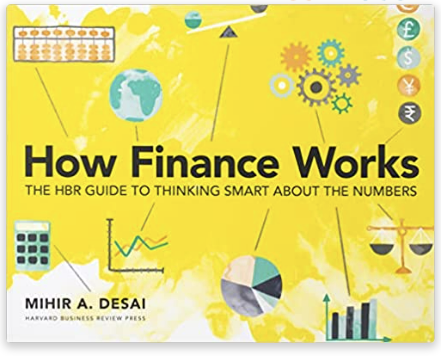 How Finance Works
THE HBR GUIDE TO THINKING SMART ABOUT THE NUMBERS
MIHIR A. DESAI
HARVARD BUSINESS REVIEW PRESS